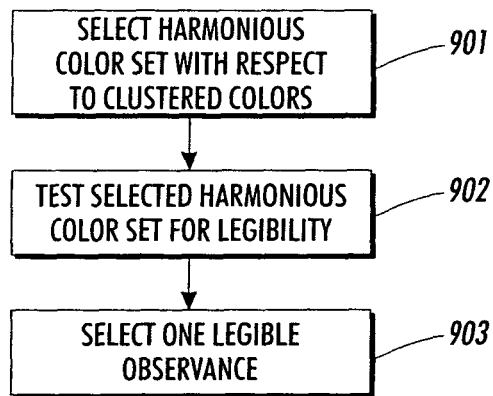 SELECT HARMONIOUS
COLOR SET WITH RESPECT
TO CLUSTERED COLORS
901
TEST SELECTED HARMONIOUS
COLOR SET FOR LEGIBILITY
902
SELECT ONE LEGIBLE
OBSERVANCE
903